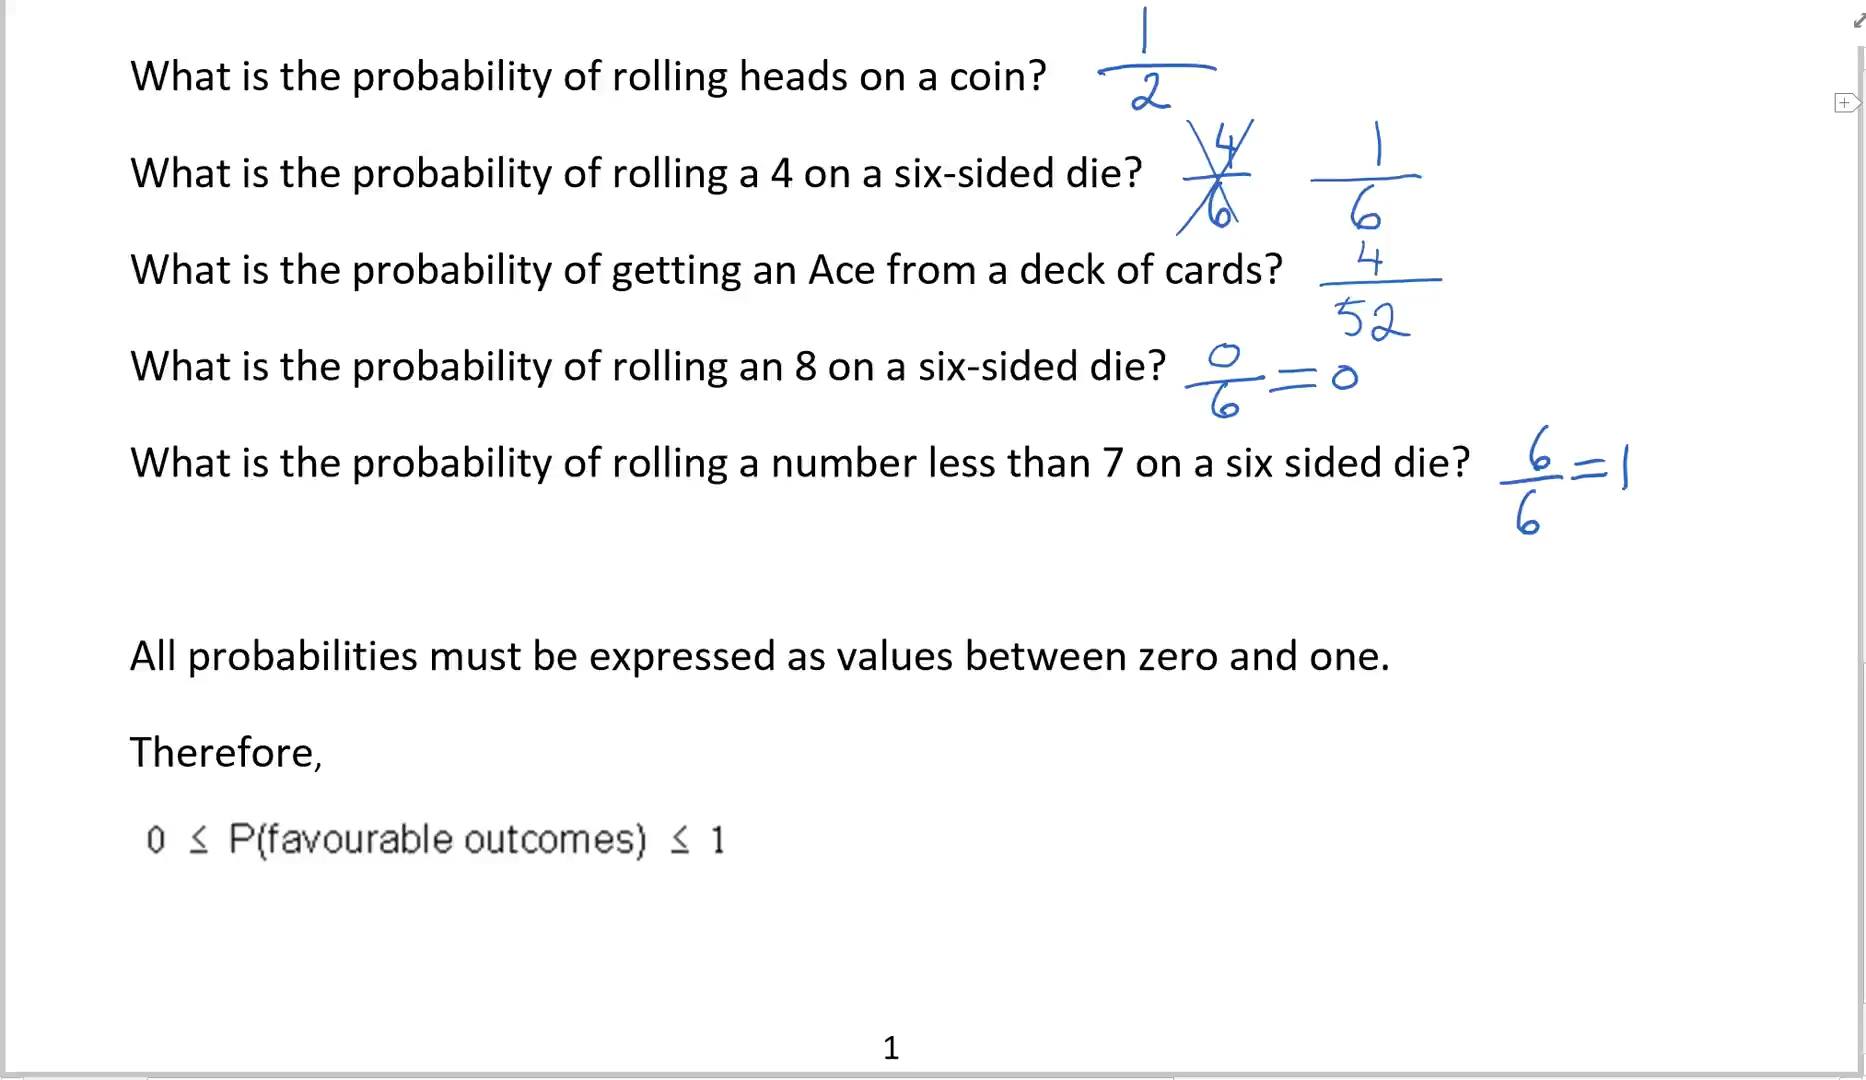 What is the probability of rolling heads on a coin? 1/2
What is the probability of rolling a 4 on a six-sided die? 4/6 1/6
What is the probability of getting an Ace from a deck of cards? 4/52
What is the probability of rolling an 8 on a six-sided die? 0/6 = 0
What is the probability of rolling a number less than 7 on a six sided die? 6/6 = 1
All probabilities must be expressed as values between zero and one.
Therefore,
0 ≤ P(favourable outcomes) ≤ 1
1